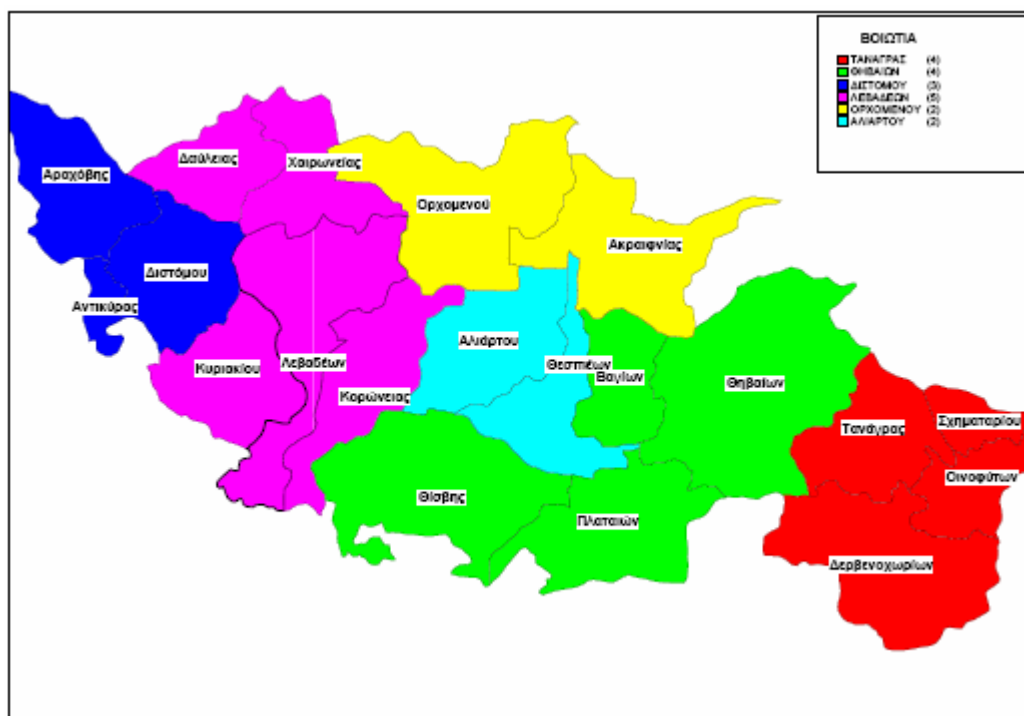 ΒΟΙΩΤΙΑ
ΤΑΝΑΓΡΑΣ (4)
ΘΗΒΑΙΩΝ (4)
ΔΙΣΤΟΜΟΥ (3)
ΛΕΒΑΔΕΩΝ (5)
ΟΡΧΟΜΕΝΟΥ (2)
ΑΛΙΑΡΤΟΥ (2)
Δαύλειας
Χαιρωνείας
Αραχόβης
Ορχομενού
Ακραιφνίας
Διστόμου
Αντικύρας
Αλιάρτου
Κυριακίου
Λεβαδέων
Θεσπιέων
Βαγίων
Θηβαίων
Κορώνειας
Τανάγρας
Σχηματαρίου
Οινοφύτων
Θίσβης
Πλαταιών
Δερβενοχωρίων